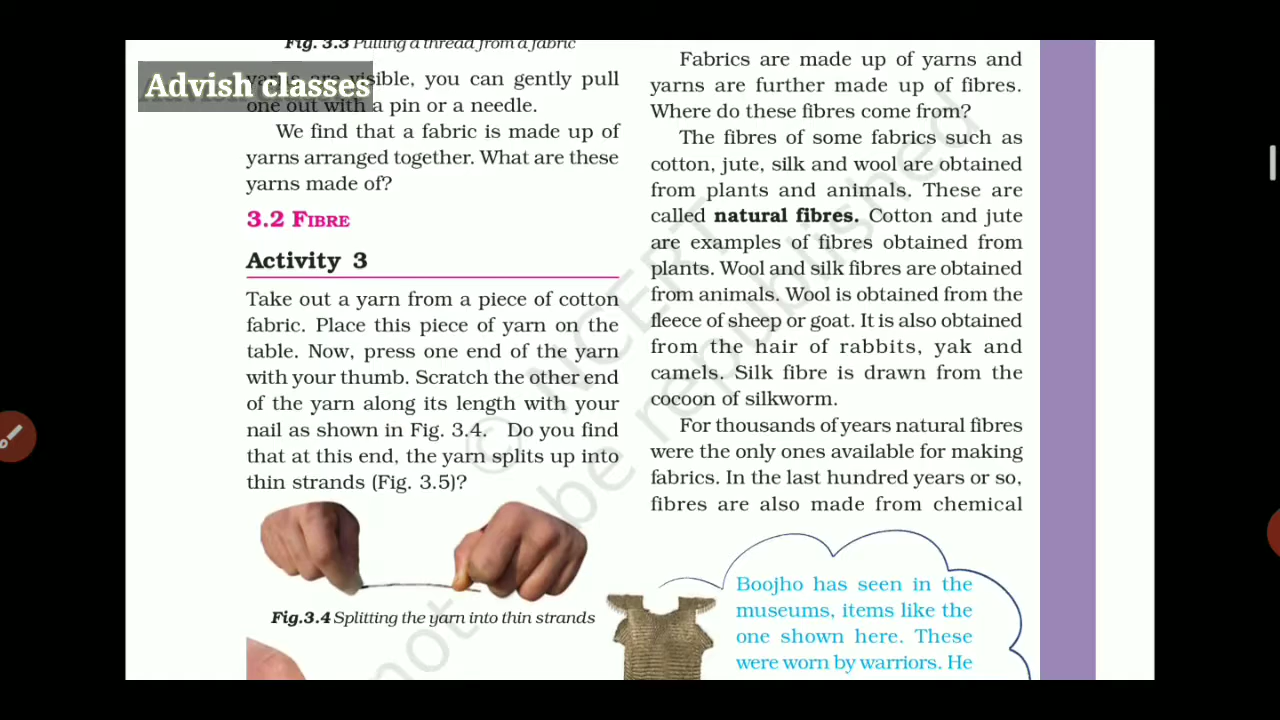 Fig. 3.3 Pulling a thread from a fabric
Advish classes
yarns are visible, you can gently pull
one out with a pin or a needle.
We find that a fabric is made up of
yarns arranged together. What are these
yarns made of?
3.2 FIBRE
Activity 3
Take out a yarn from a piece of cotton
fabric. Place this piece of yarn on the
table. Now, press one end of the yarn
with your thumb. Scratch the other end
of the yarn along its length with your
nail as shown in Fig. 3.4. Do you find
that at this end, the yarn splits up into
thin strands (Fig. 3.5)?
Fig.3.4 Splitting the yarn into thin strands
Fabrics are made up of yarns and
yarns are further made up of fibres.
Where do these fibres come from?
The fibres of some fabrics such as
cotton, jute, silk and wool are obtained
from plants and animals. These are
called natural fibres. Cotton and jute
are examples of fibres obtained from
plants. Wool and silk fibres are obtained
from animals. Wool is obtained from the
fleece of sheep or goat. It is also obtained
from the hair of rabbits, yak and
camels. Silk fibre is drawn from the
cocoon of silkworm.
For thousands of years natural fibres
were the only ones available for making
fabrics. In the last hundred years or so,
fibres are also made from chemical
Boojho has seen in the
museums, items like the
one shown here. These
were worn by warriors. He
© NCERT
not be republished